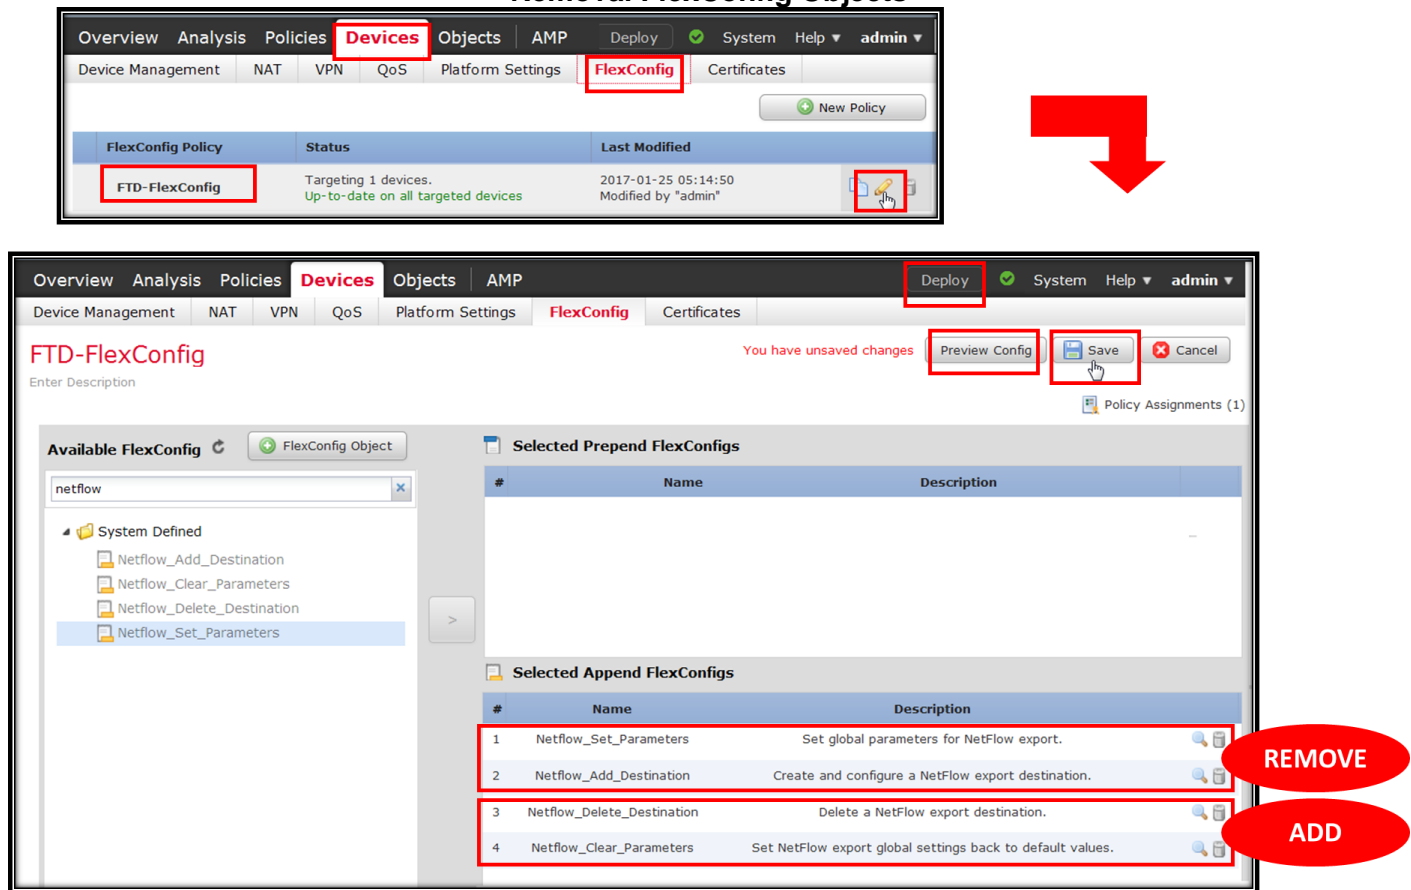 Removal FlexConfig Objects
Overview Analysis Policies Devices Objects AMP Deploy System Help admin
Device Management NAT VPN QoS Platform Settings FlexConfig Certificates
New Policy
FlexConfig Policy Status Last Modified
FTD-FlexConfig Targeting 1 devices. 2017-01-25 05:14:50
Up-to-date on all targeted devices Modified by "admin"
Overview Analysis Policies Devices Objects AMP Deploy System Help admin
Device Management NAT VPN QoS Platform Settings FlexConfig Certificates
FTD-FlexConfig You have unsaved changes Preview Config Save Cancel
Enter Description
Policy Assignments (1)
Available FlexConfig FlexConfig Object Selected Prepend FlexConfigs
netflow # Name Description
System Defined
Netflow_Add_Destination
Netflow_Clear_Parameters
Netflow_Delete_Destination
Netflow_Set_Parameters
>
Selected Append FlexConfigs
# Name Description
1 Netflow_Set_Parameters Set global parameters for NetFlow export.
REMOVE
2 Netflow_Add_Destination Create and configure a NetFlow export destination.
3 Netflow_Delete_Destination Delete a NetFlow export destination.
ADD
4 Netflow_Clear_Parameters Set NetFlow export global settings back to default values.